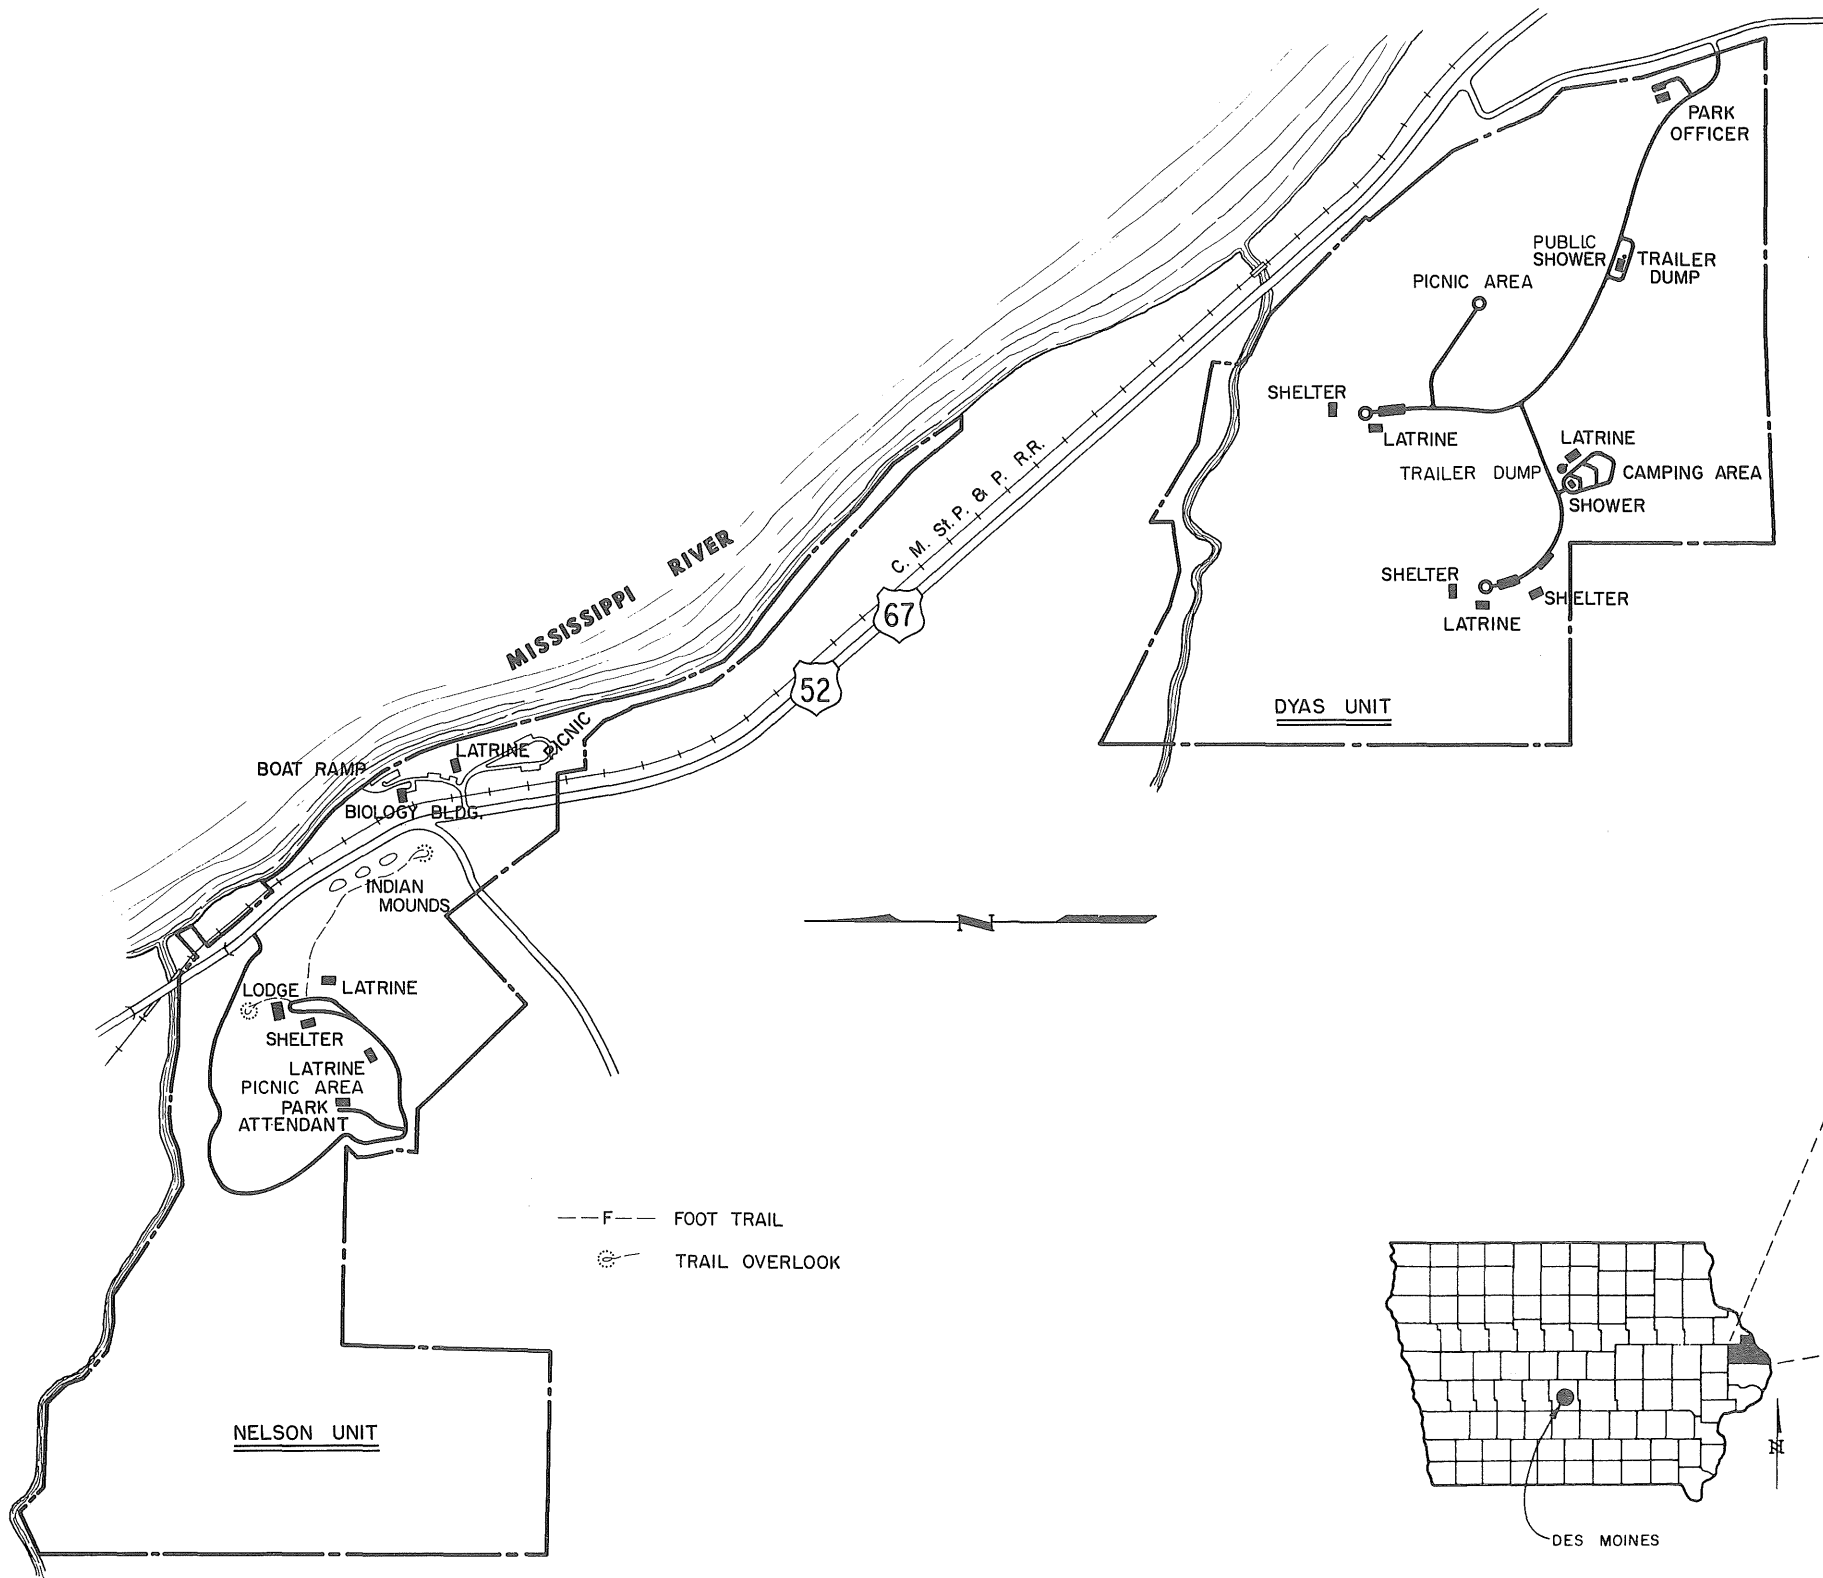 PARK
OFFICER
PUBLIC
SHOWER
TRAILER
DUMP
PICNIC AREA
SHELTER
LATRINE
LATRINE
TRAILER DUMP
CAMPING AREA
SHOWER
SHELTER
SHELTER
LATRINE
DYAS UNIT
C. M. St. P. & P. R.R.
MISSISSIPPI RIVER
67
52
PICNIC
LATRINE
BOAT RAMP
BIOLOGY BLDG.
INDIAN
MOUNDS
N
LODGE
LATRINE
SHELTER
LATRINE
PICNIC AREA
PARK
ATTENDANT
F FOOT TRAIL
TRAIL OVERLOOK
NELSON UNIT
N
DES MOINES